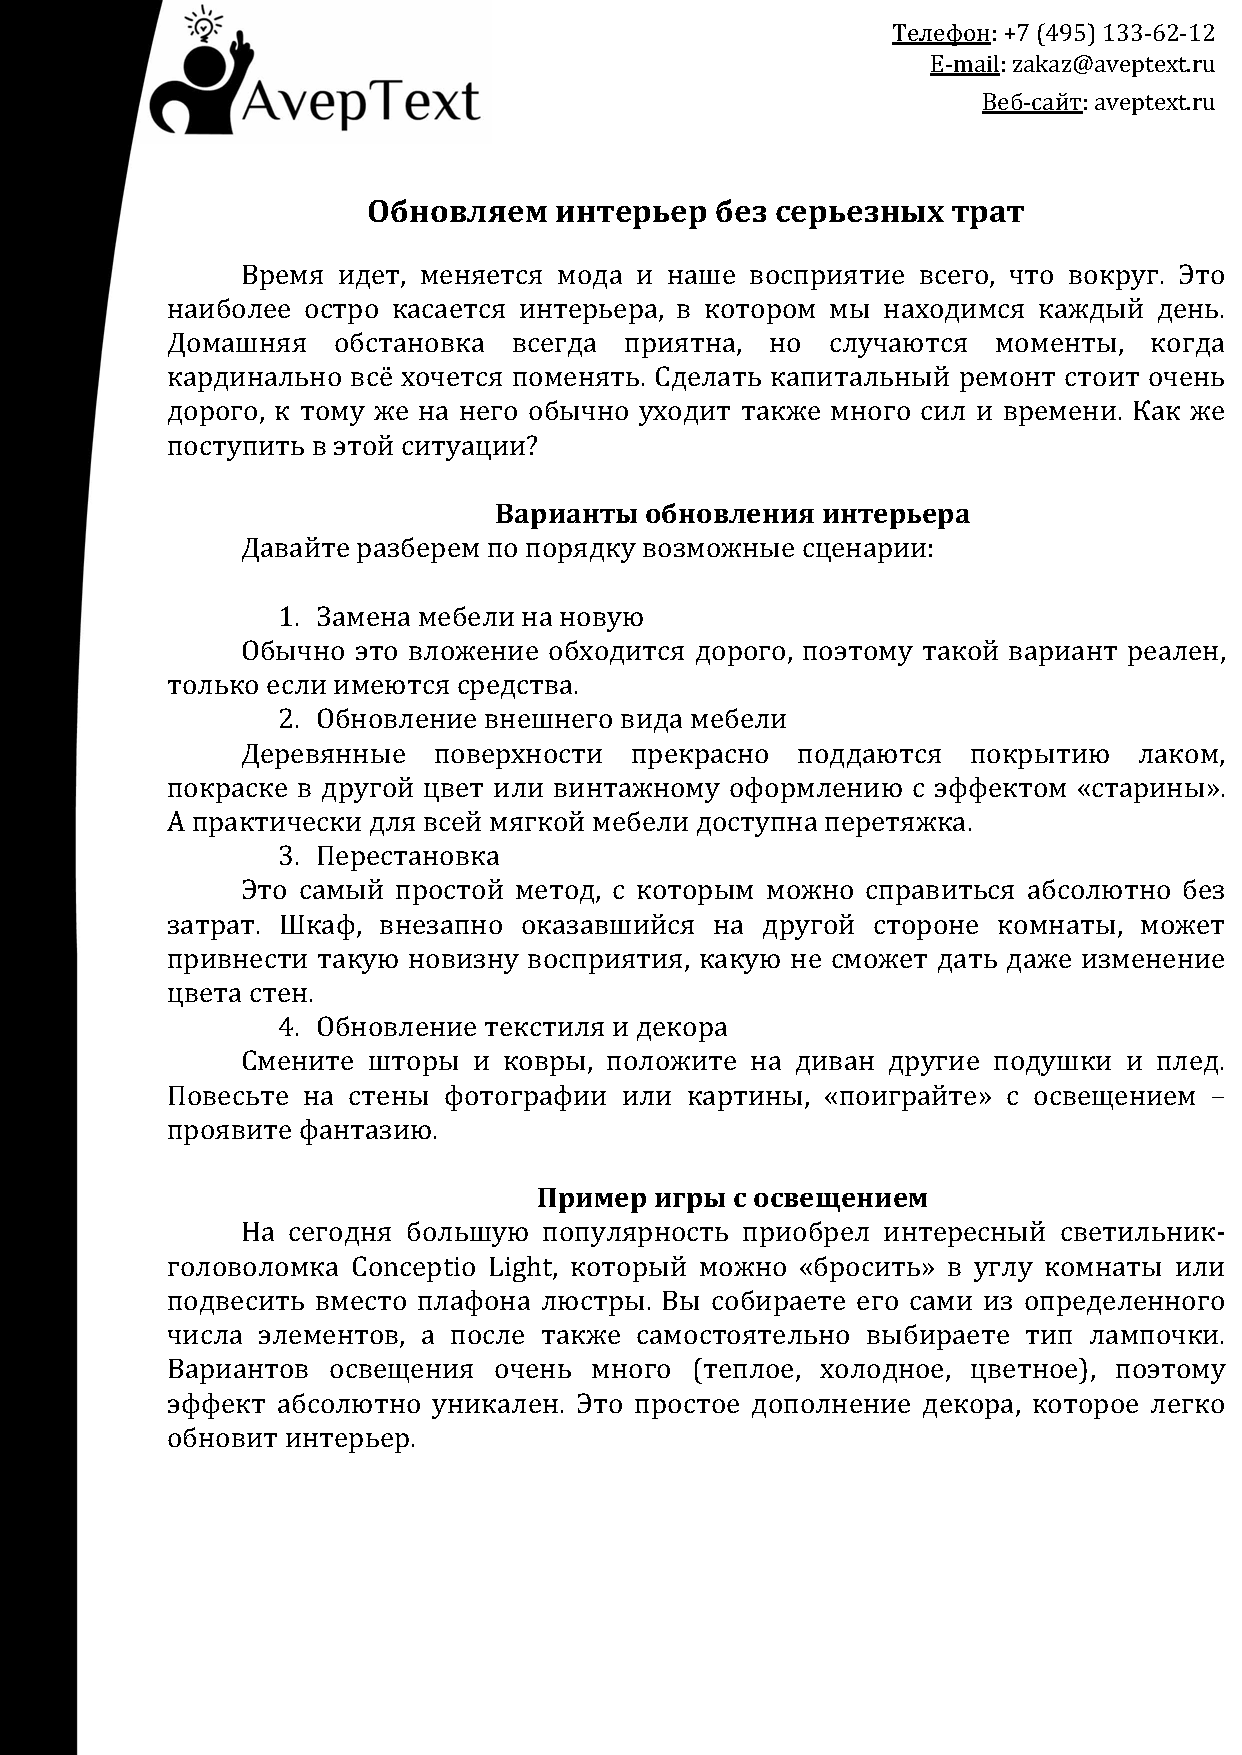 AvepText
Телефон: +7 (495) 133-62-12
E-mail: zakaz@aveptext.ru
Веб-сайт: aveptext.ru
Обновляем интерьер без серьезных трат
Время идет, меняется мода и наше восприятие всего, что вокруг. Это
наиболее остро касается интерьера, в котором мы находимся каждый день.
Домашняя обстановка всегда приятна, но случаются моменты, когда
кардинально всё хочется поменять. Сделать капитальный ремонт стоит очень
дорого, к тому же на него обычно уходит также много сил и времени. Как же
поступить в этой ситуации?
Варианты обновления интерьера
Давайте разберем по порядку возможные сценарии:
1. Замена мебели на новую
Обычно это вложение обходится дорого, поэтому такой вариант реален,
только если имеются средства.
2. Обновление внешнего вида мебели
Деревянные поверхности прекрасно поддаются покрытию лаком,
покраске в другой цвет или винтажному оформлению с эффектом «старины».
А практически для всей мягкой мебели доступна перетяжка.
3. Перестановка
Это самый простой метод, с которым можно справиться абсолютно без
затрат. Шкаф, внезапно оказавшийся на другой стороне комнаты, может
привнести такую новизну восприятия, какую не сможет дать даже изменение
цвета стен.
4. Обновление текстиля и декора
Смените шторы и ковры, положите на диван другие подушки и плед.
Повесьте на стены фотографии или картины, «поиграйте» с освещением –
проявите фантазию.
Пример игры с освещением
На сегодня большую популярность приобрел интересный светильник-
головоломка Conceptio Light, который можно «бросить» в углу комнаты или
подвесить вместо плафона люстры. Вы собираете его сами из определенного
числа элементов, а после также самостоятельно выбираете тип лампочки.
Вариантов освещения очень много (теплое, холодное, цветное), поэтому
эффект абсолютно уникален. Это простое дополнение декора, которое легко
обновит интерьер.